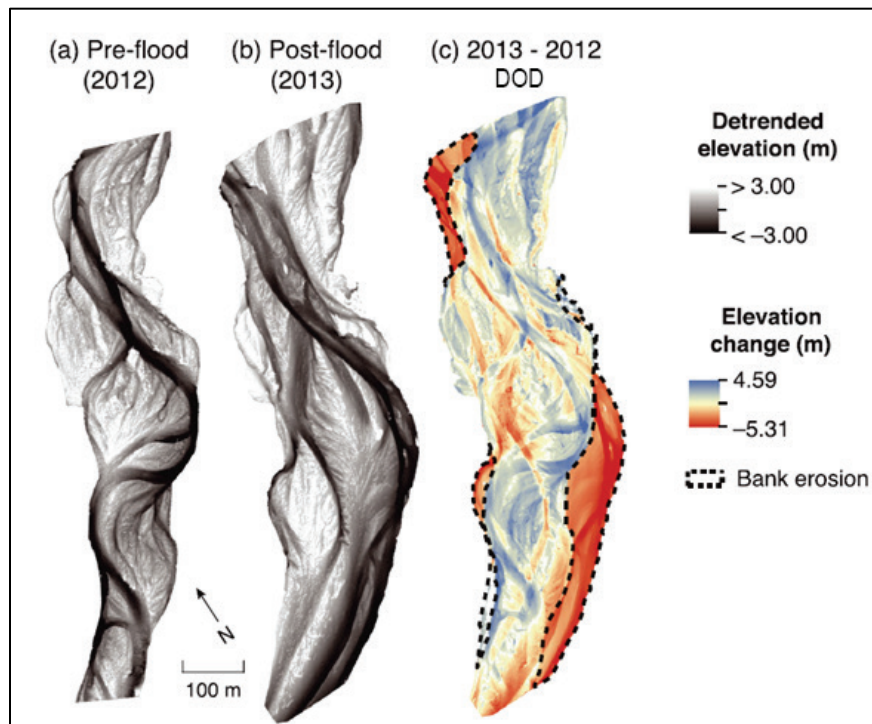 (a) Pre-flood
(2012)
(b) Post-flood
(2013)
(c) 2013 - 2012
DOD
Detrended
elevation (m)
> 3.00
< –3.00
Elevation
change (m)
4.59
–5.31
Bank erosion
N
100 m